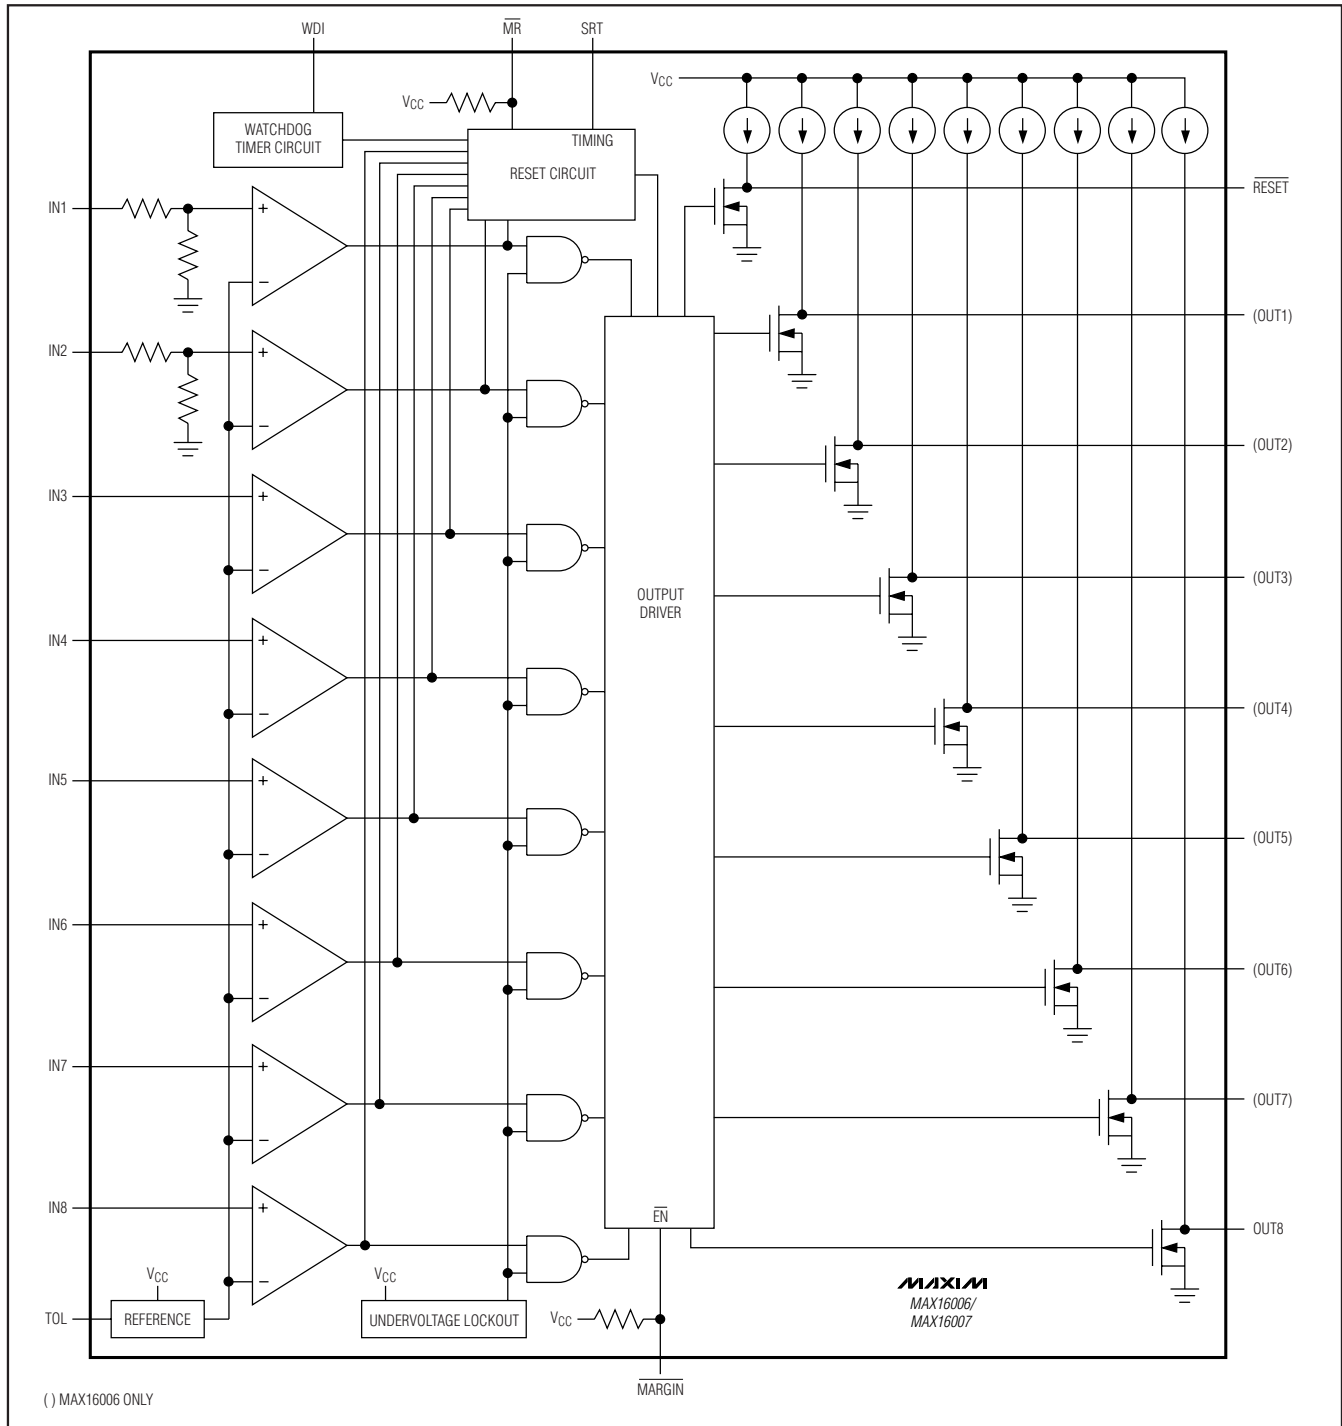 WDI
MR
SRT
VCC
VCC
WATCHDOG
TIMER CIRCUIT
TIMING
RESET CIRCUIT
RESET
IN1
+
−
(OUT1)
IN2
+
−
(OUT2)
IN3
+
−
(OUT3)
OUTPUT
DRIVER
IN4
+
−
(OUT4)
IN5
+
−
(OUT5)
IN6
+
−
(OUT6)
IN7
+
−
(OUT7)
IN8
+
−
EN
OUT8
VCC
VCC
TOL
REFERENCE
UNDERVOLTAGE LOCKOUT
VCC
MAXIM
MAX16006/
MAX16007
MARGIN
( ) MAX16006 ONLY